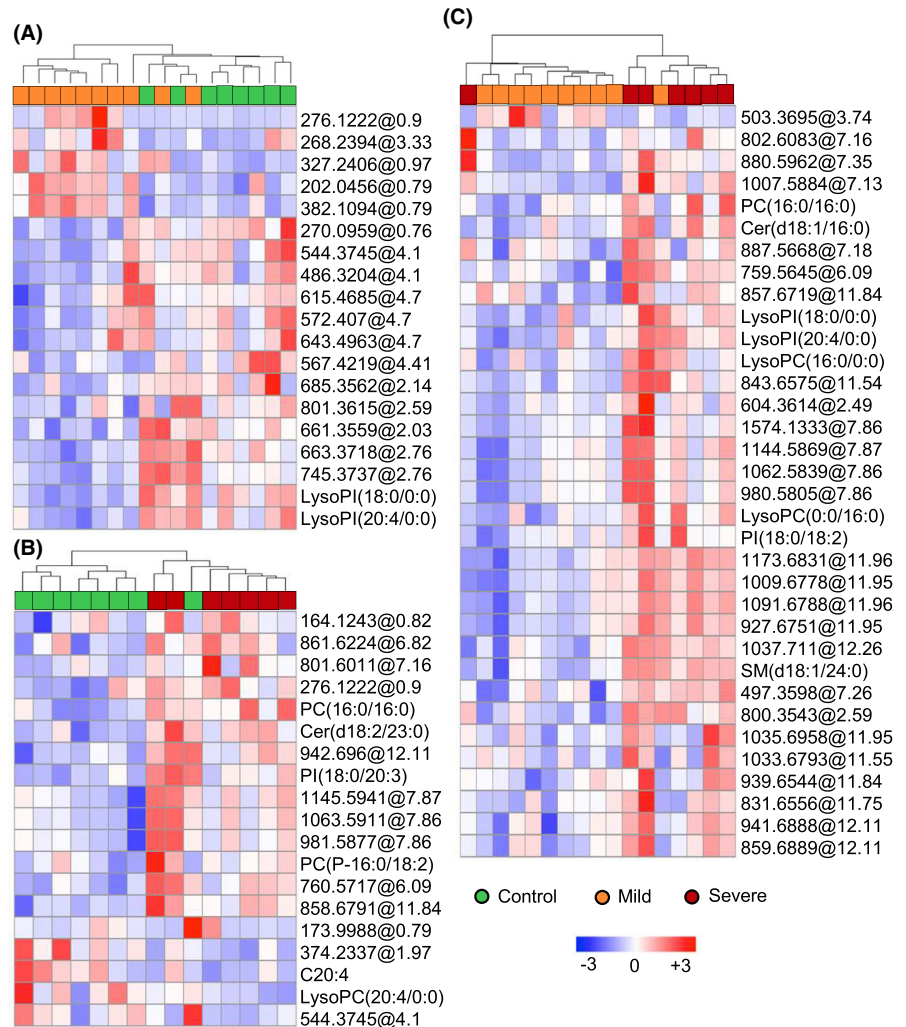 (A)
276.1222@0.9
268.2394@3.33
327.2406@0.97
202.0456@0.79
382.1094@0.79
270.0959@0.76
544.3745@4.1
486.3204@4.1
615.4685@4.7
572.407@4.7
643.4963@4.7
567.4219@4.41
685.3562@2.14
801.3615@2.59
661.3559@2.03
663.3718@2.76
745.3737@2.76
LysoPI(18:0/0:0)
LysoPI(20:4/0:0)
(B)
164.1243@0.82
861.6224@6.82
801.6011@7.16
276.1222@0.9
PC(16:0/16:0)
Cer(d18:2/23:0)
942.696@12.11
PI(18:0/20:3)
1145.5941@7.87
1063.5911@7.86
981.5877@7.86
PC(P-16:0/18:2)
760.5717@6.09
858.6791@11.84
173.9988@0.79
374.2337@1.97
C20:4
LysoPC(20:4/0:0)
544.3745@4.1
(C)
503.3695@3.74
802.6083@7.16
880.5962@7.35
1007.5884@7.13
PC(16:0/16:0)
Cer(d18:1/16:0)
887.5668@7.18
759.5645@6.09
857.6719@11.84
LysoPI(18:0/0:0)
LysoPI(20:4/0:0)
LysoPC(16:0/0:0)
843.6575@11.54
604.3614@2.49
1574.1333@7.86
1144.5869@7.87
1062.5839@7.86
980.5805@7.86
LysoPC(0:0/16:0)
PI(18:0/18:2)
1173.6831@11.96
1009.6778@11.95
1091.6788@11.96
927.6751@11.95
1037.711@12.26
SM(d18:1/24:0)
497.3598@7.26
800.3543@2.59
1035.6958@11.95
1033.6793@11.55
939.6544@11.84
831.6556@11.75
941.6888@12.11
859.6889@12.11
Control Mild Severe
-3 0 +3